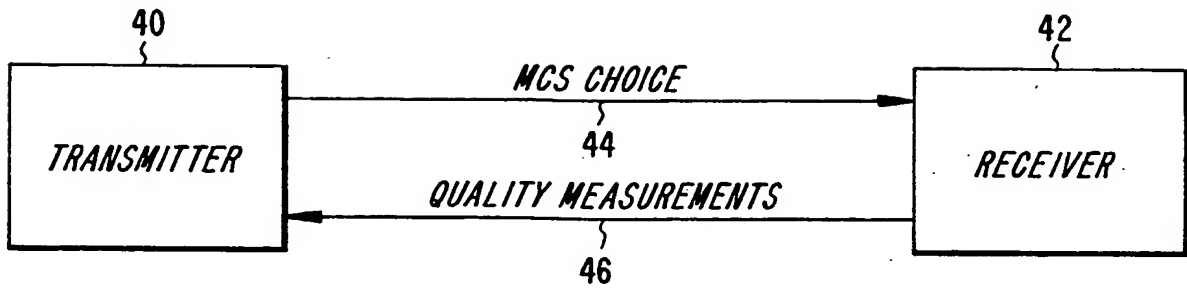 40
42
MCS CHOICE
44
TRANSMITTER
RECEIVER
QUALITY MEASUREMENTS
46